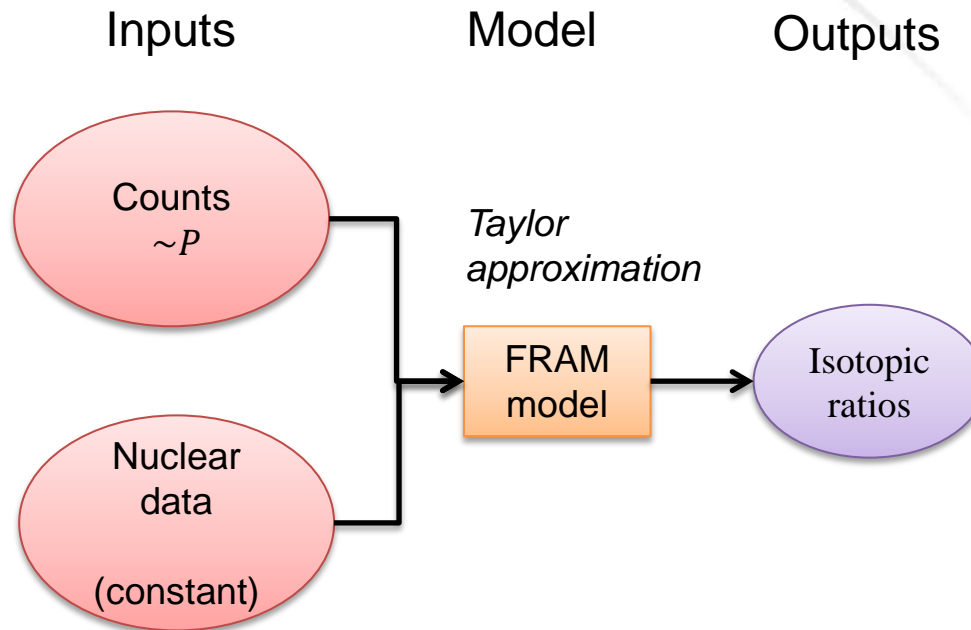 Inputs
Model
Outputs
Counts
~P
Taylor
approximation
FRAM
model
Isotopic
ratios
Nuclear
data
(constant)